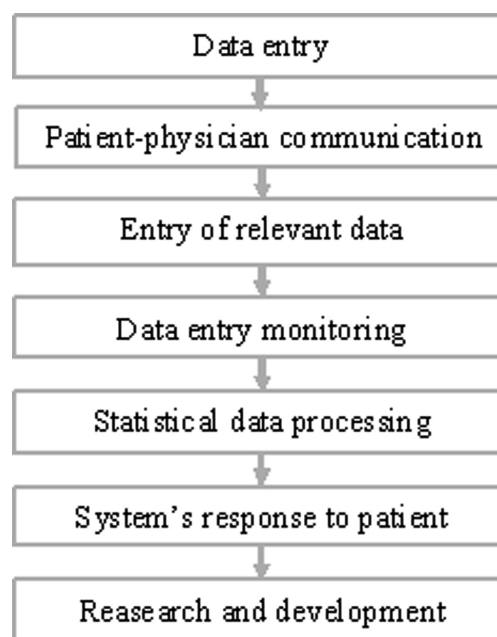 Data entry
Patient-physician communication
Entry of relevant data
Data entry monitoring
Statistical data processing
System's response to patient
Reasearch and development